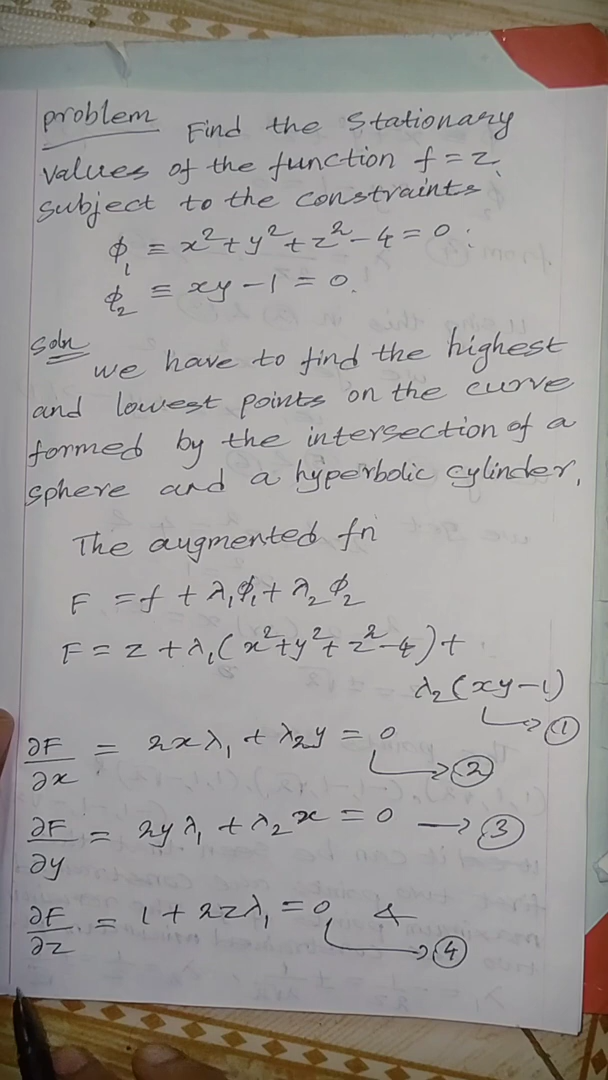 problem Find the stationary
values of the function f = z,
subject to the constraints
ϕ₁ ≡ x² + y² + z² - 4 = 0 :
ϕ₂ ≡ xy - 1 = 0.
Soln
we have to find the highest
and lowest points on the curve
formed by the intersection of a
sphere and a hyperbolic cylinder,
The augmented fn
F = f + λ₁ϕ₁ + λ₂ϕ₂
F = z + λ₁(x² + y² + z² - 4) +
λ₂(xy - 1)
→ ①
∂F/∂x = 2xλ₁ + λ₂y = 0
→ ②
∂F/∂y = 2yλ₁ + λ₂x = 0 → ③
∂F/∂z = 1 + 2zλ₁ = 0 &
→ ④